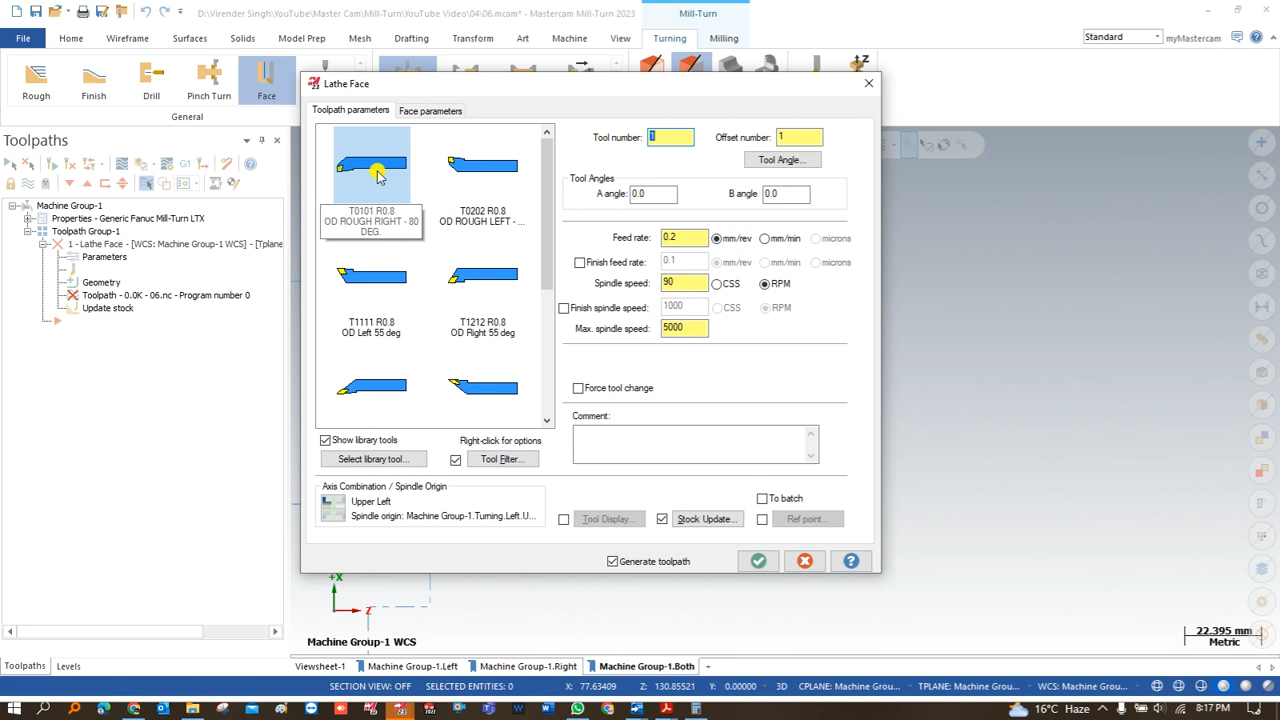 D:\Virender Singh\YouTube\Master Cam\Mill-Turn\YouTube Video\04\06.mcam* - Mastercam Mill-Turn 2023
Mill-Turn
File
Home
Wireframe
Surfaces
Solids
Model Prep
Mesh
Drafting
Transform
Art
Machine
View
Turning
Milling
Standard
myMastercam
Rough
Finish
Drill
Pinch Turn
Face
General
Toolpaths
Machine Group-1
Properties - Generic Fanuc Mill-Turn LTX
Toolpath Group-1
1 - Lathe Face - [WCS: Machine Group-1 WCS] - [Tplane
Parameters
Geometry
Toolpath - 0.0K - 06.nc - Program number 0
Update stock
Lathe Face
Toolpath parameters
Face parameters
T0101 R0.8
OD ROUGH RIGHT - 80
DEG.
T0202 R0.8
OD ROUGH LEFT - ...
T1111 R0.8
OD Left 55 deg
T1212 R0.8
OD Right 55 deg
Show library tools
Right-click for options
Select library tool...
Tool Filter...
Axis Combination / Spindle Origin
Upper Left
Spindle origin: Machine Group-1.Turning.Left.U...
Tool number:
1
Offset number:
1
Tool Angle...
Tool Angles
A angle:
0.0
B angle:
0.0
Feed rate:
0.2
mm/rev
mm/min
microns
Finish feed rate:
0.1
mm/rev
mm/min
microns
Spindle speed:
90
CSS
RPM
Finish spindle speed:
1000
CSS
RPM
Max. spindle speed:
5000
Force tool change
Comment:
To batch
Tool Display...
Stock Update...
Ref point...
Generate toolpath
+X
Z
Machine Group-1 WCS
22.395 mm
Metric
Toolpaths
Levels
Viewsheet-1
Machine Group-1.Left
Machine Group-1.Right
Machine Group-1.Both
+
SECTION VIEW: OFF
SELECTED ENTITIES: 0
X: 77.63409
Z: 130.85521
Y: 0.00000
3D
CPLANE: Machine Grou...
TPLANE: Machine Grou...
WCS: Machine Grou...
16°C Haze
8:17 PM